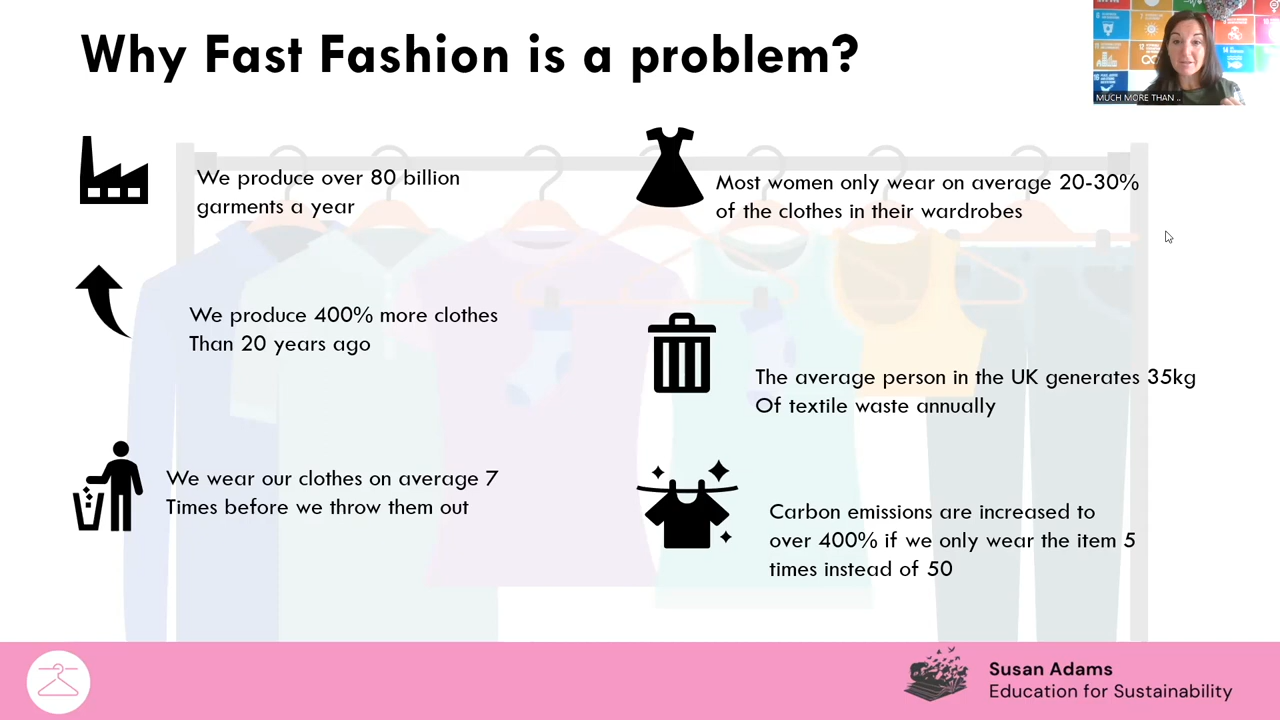 Why Fast Fashion is a problem?
MUCH MORE THAN ..
We produce over 80 billion
garments a year
We produce 400% more clothes
Than 20 years ago
We wear our clothes on average 7
Times before we throw them out
Most women only wear on average 20-30%
of the clothes in their wardrobes
The average person in the UK generates 35kg
Of textile waste annually
Carbon emissions are increased to
over 400% if we only wear the item 5
times instead of 50
Susan Adams
Education for Sustainability